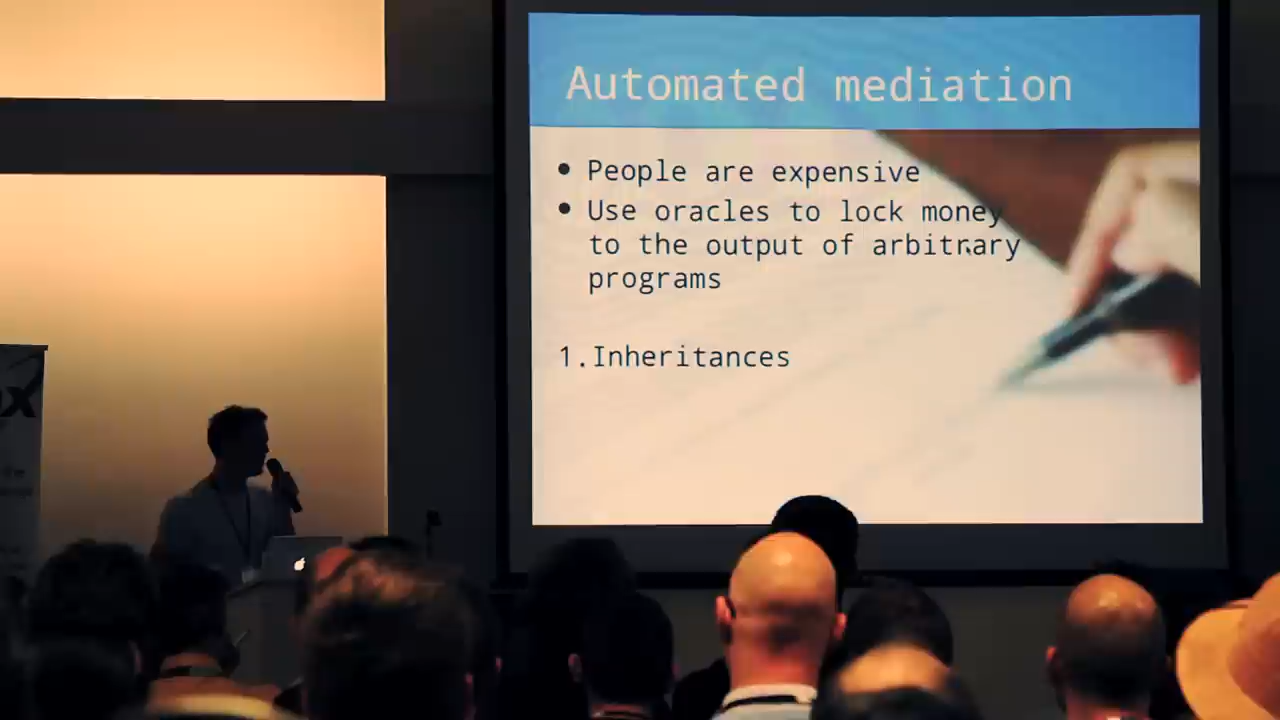 Automated mediation
• People are expensive
• Use oracles to lock money
to the output of arbitrary
programs
1.Inheritances